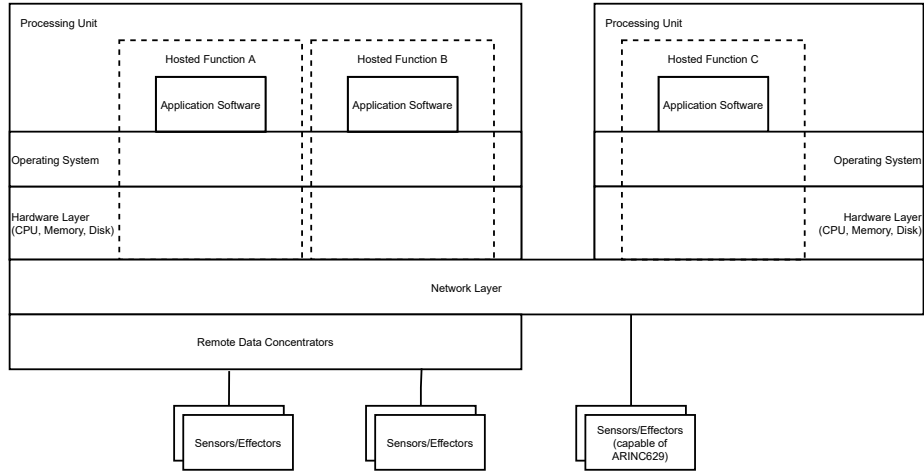 Processing Unit
Processing Unit
Hosted Function A
Hosted Function B
Hosted Function C
Application Software
Application Software
Application Software
Operating System
Operating System
Hardware Layer
(CPU, Memory, Disk)
Hardware Layer
(CPU, Memory, Disk)
Network Layer
Remote Data Concentrators
Sensors/Effectors
Sensors/Effectors
Sensors/Effectors
(capable of
ARINC629)